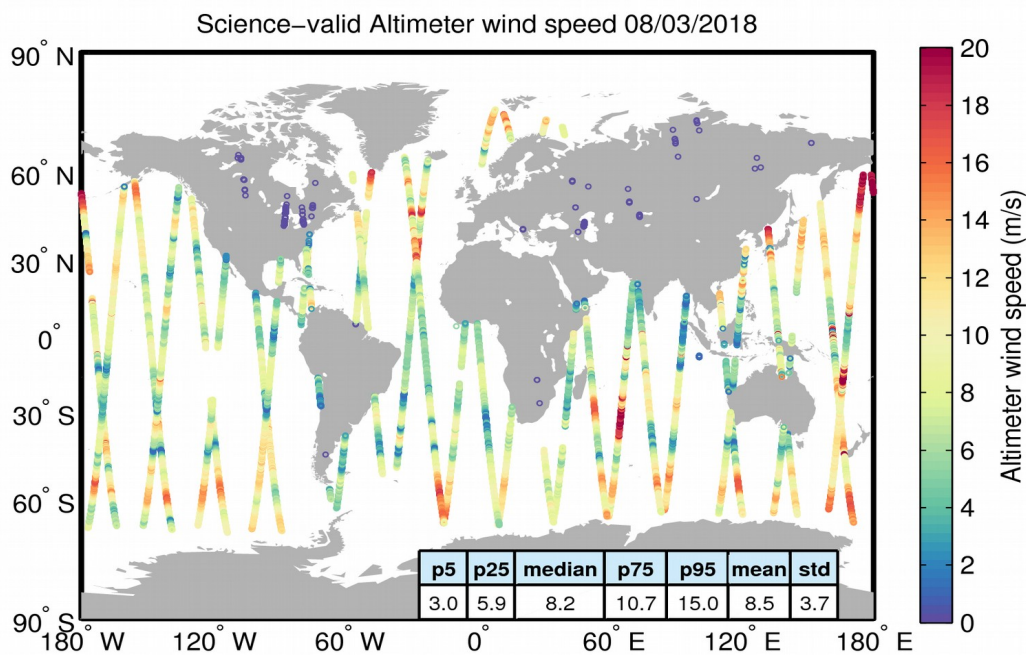 Science−valid Altimeter wind speed 08/03/2018
90° N
60° N
30° N
0°
30° S
60° S
90° S
180° W
120° W
60° W
0°
60° E
120° E
180° E
p5 p25 median p75 p95 mean std
3.0 5.9 8.2 10.7 15.0 8.5 3.7
20
18
16
14
12
10
8
6
4
2
0
Altimeter wind speed (m/s)